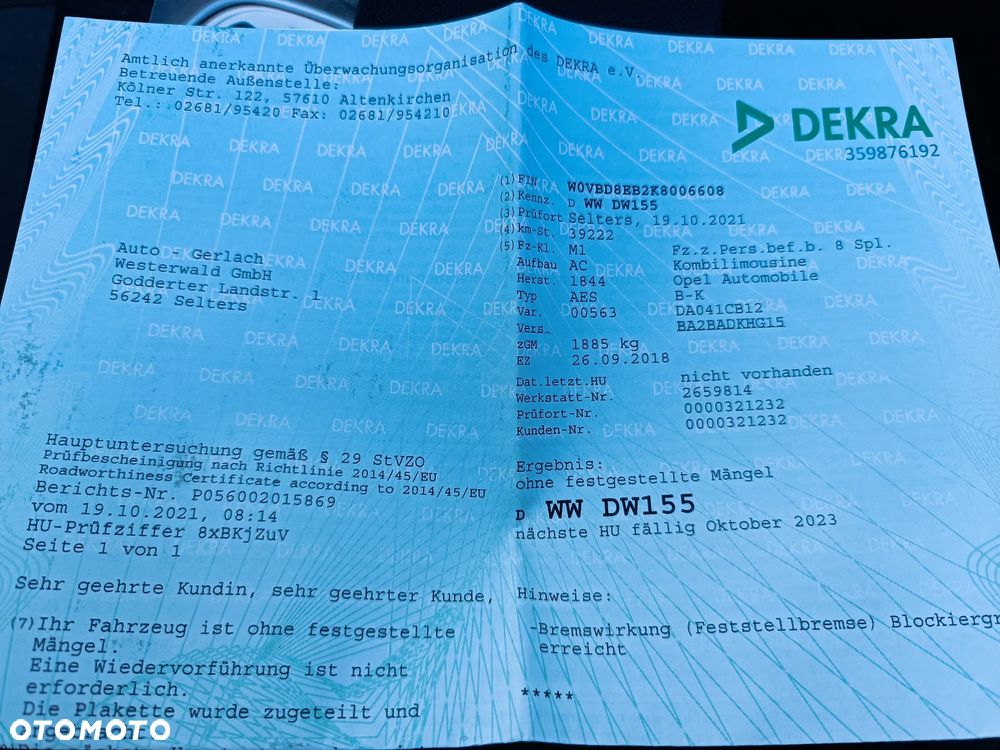 Amtlich anerkannte Überwachungsorganisation des DEKRA e.V.
Betreuende Außenstelle:
Kölner Str. 122, 57610 Altenkirchen
Tel.: 02681/95420 Fax: 02681/954210
DEKRA
359876192
(1) FIN W0VBD8EB2K8006608
(2) Kennz. D WW DW155
(3) Prüfort Selters, 19.10.2021
(4) km-St. 39222
(5) Fz-Kl. M1 Fz.z.Pers.bef.b. 8 Spl.
Aufbau AC Kombilimousine
Herst. 1844 Opel Automobile
Typ AES B-K
Var. 00563 DA041CB12
Vers. BA2BADKHG15
zGM 1885 kg
EZ 26.09.2018
Dat.letzt.HU nicht vorhanden
Werkstatt-Nr. 2659814
Prüfort-Nr. 0000321232
Kunden-Nr. 0000321232
Auto - Gerlach
Westerwald GmbH
Godderter Landstr. 1
56242 Selters
Hauptuntersuchung gemäß § 29 StVZO
Prüfbescheinigung nach Richtlinie 2014/45/EU
Roadworthiness Certificate according to 2014/45/EU
Berichts-Nr. P056002015869
vom 19.10.2021, 08:14
HU-Prüfziffer 8xBKjZuV
Seite 1 von 1
Ergebnis:
ohne festgestellte Mängel
D WW DW155
nächste HU fällig Oktober 2023
Sehr geehrte Kundin, sehr geehrter Kunde,
(7) Ihr Fahrzeug ist ohne festgestellte
Mängel.
Eine Wiedervorführung ist nicht
erforderlich.
Die Plakette wurde zugeteilt und
Hinweise:
-Bremswirkung (Feststellbremse) Blockiergr
erreicht
*****
OTOMOTO